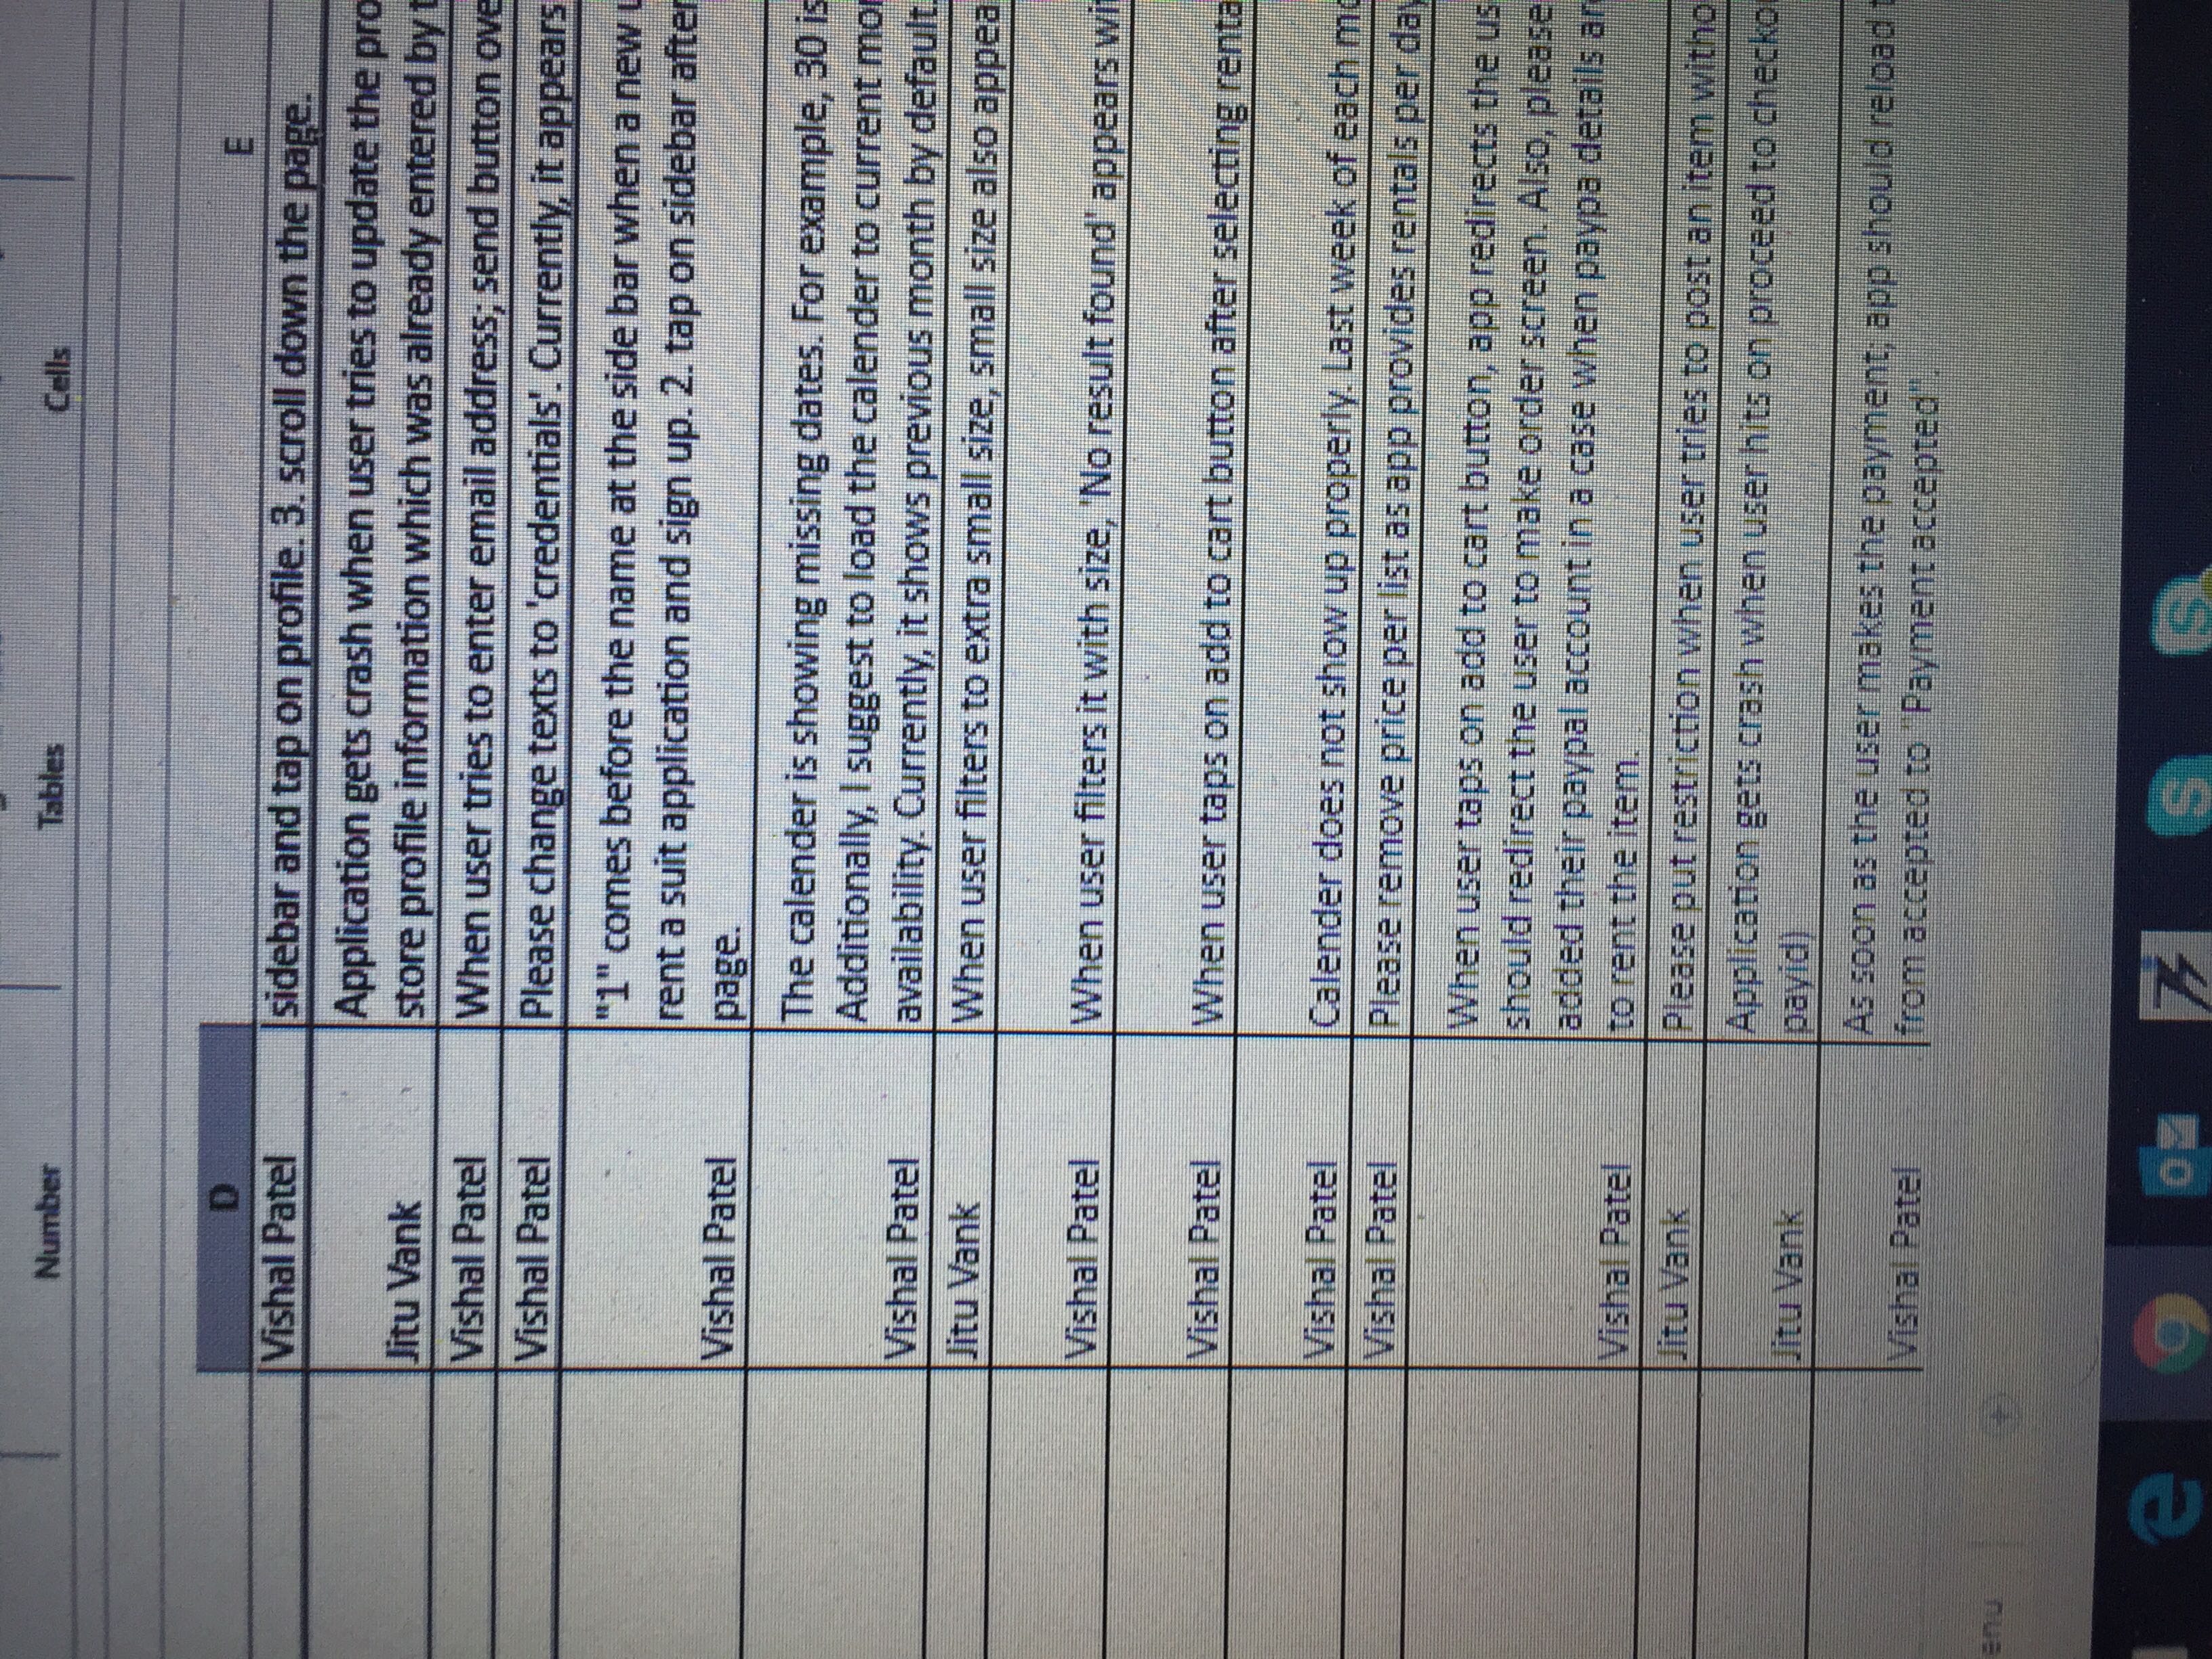 Number Tables Cells
D E
Vishal Patel sidebar and tap on profile. 3. scroll down the page.
Application gets crash when user tries to update the pro
Jitu Vank store profile information which was already entered by t
Vishal Patel When user tries to enter email address; send button ove
Vishal Patel Please change texts to 'credentials'. Currently, it appears
"1" comes before the name at the side bar when a new u
rent a suit application and sign up. 2. tap on sidebar after
Vishal Patel page.
The calender is showing missing dates. For example, 30 is
Additionally, I suggest to load the calender to current mon
Vishal Patel availability. Currently, it shows previous month by default.
Jitu Vank When user filters to extra small size, small size also appea
Vishal Patel When user filters it with size, 'No result found' appears wit
Vishal Patel When user taps on add to cart button after selecting renta
Vishal Patel Calender does not show up properly. Last week of each mo
Vishal Patel Please remove price per list as app provides rentals per day
When user taps on add to cart button, app redirects the us
should redirect the user to make order screen. Also, please
added their paypal account in a case when paypa details are
Vishal Patel to rent the item.
Jitu Vank Please put restriction when user tries to post an item witho
Application gets crash when user hits on proceed to checkou
Jitu Vank payid)
As soon as the user makes the payment; app should reload t
Vishal Patel from accepted to "Payment accepted".
enu